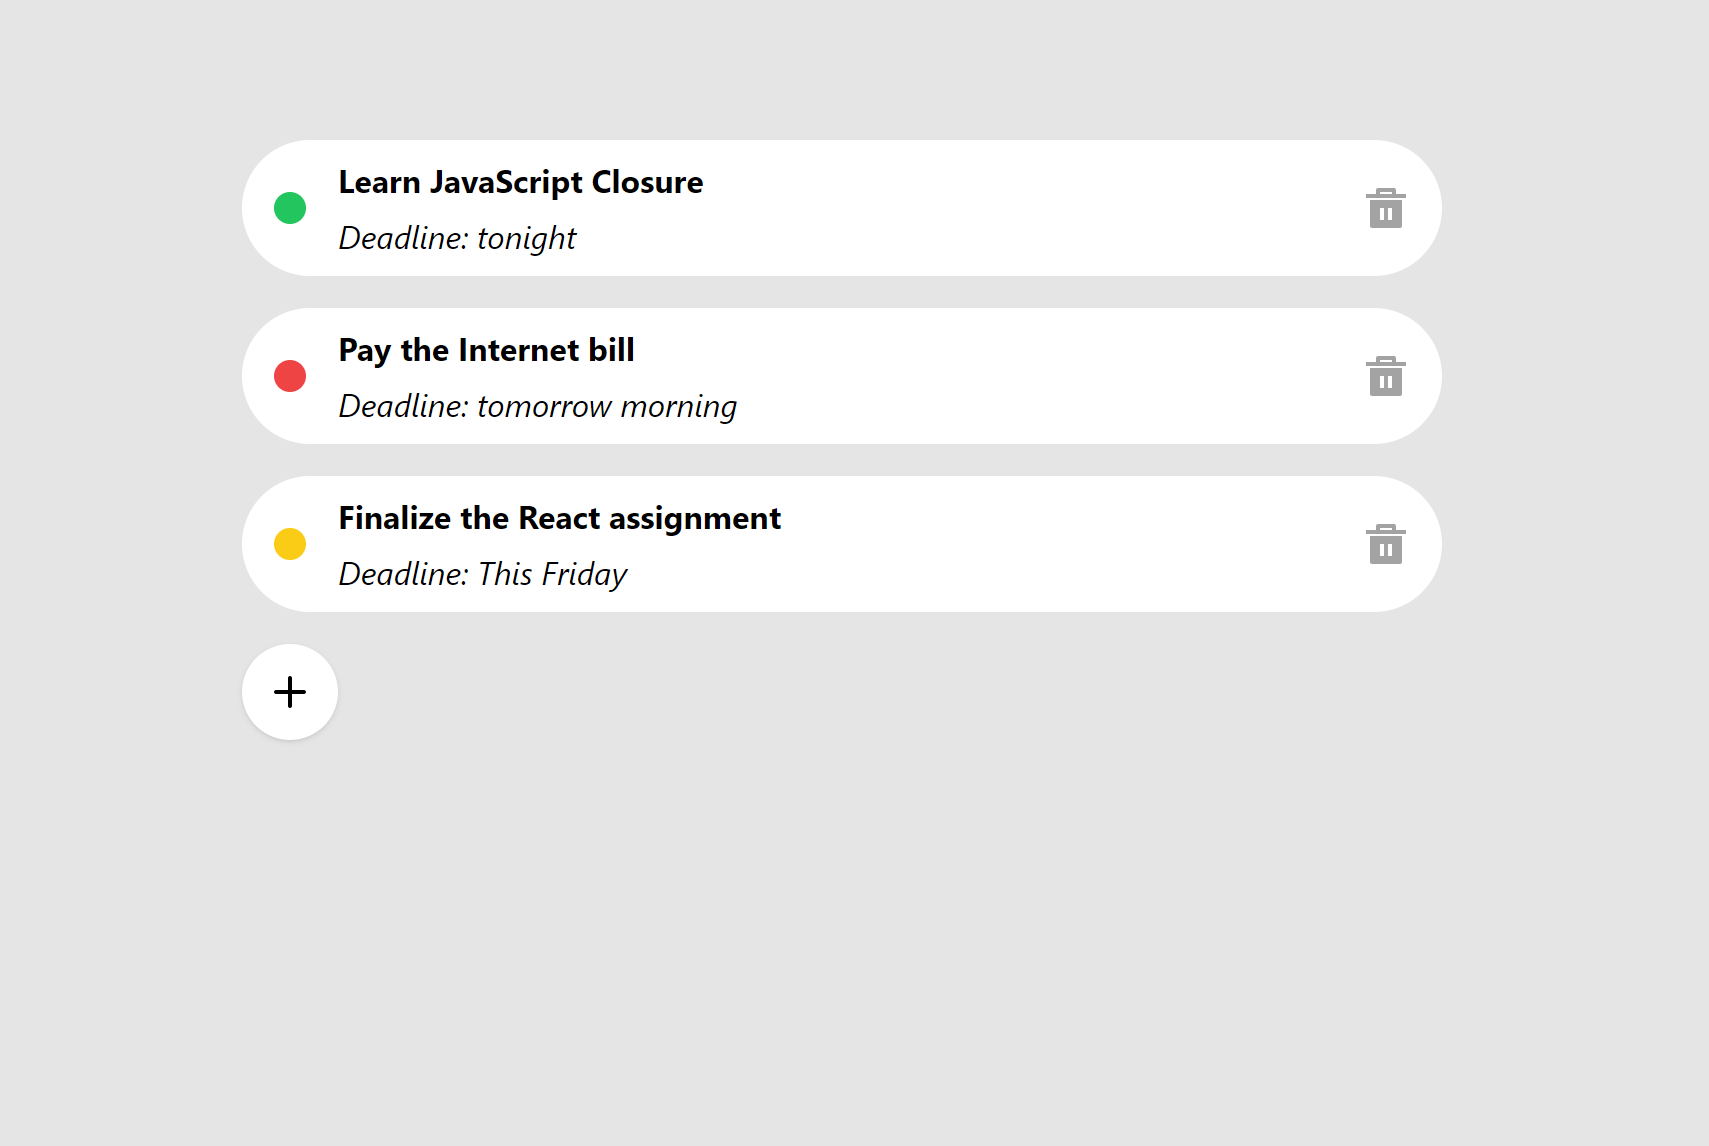 Learn JavaScript Closure
Deadline: tonight
Pay the Internet bill
Deadline: tomorrow morning
Finalize the React assignment
Deadline: This Friday